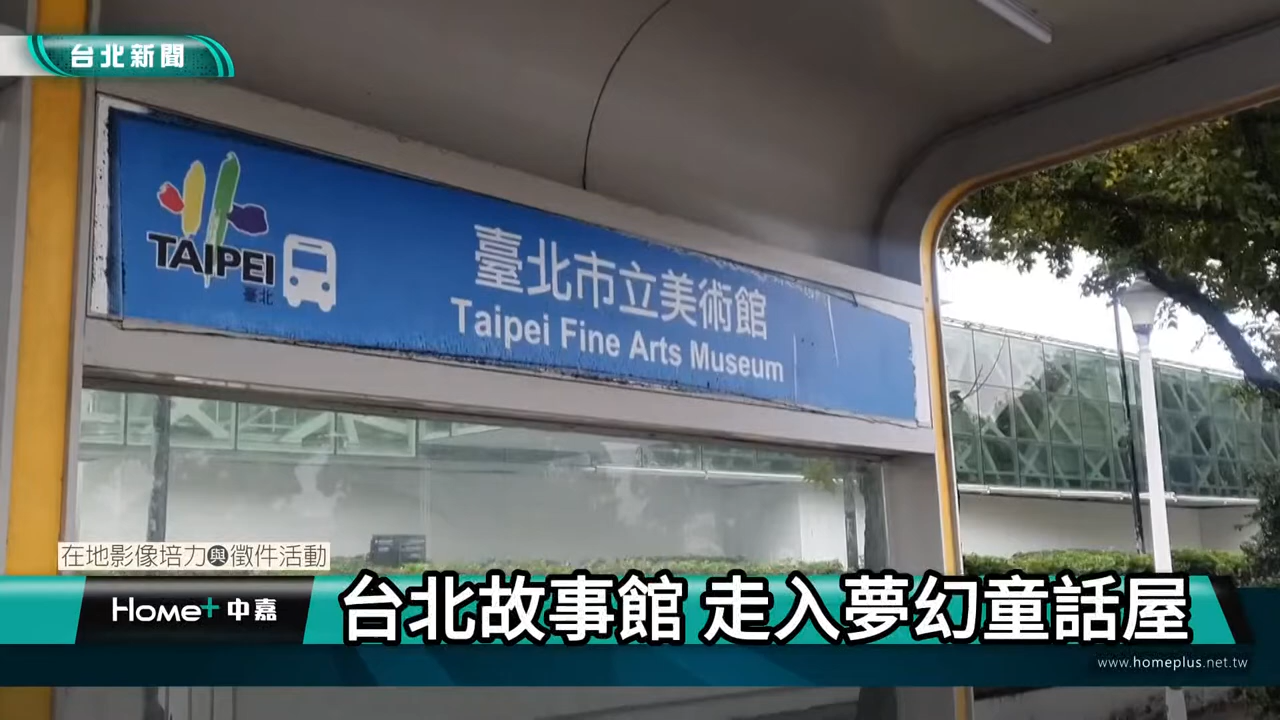 台北新聞
TAIPEI
臺北
臺北市立美術館
Taipei Fine Arts Museum
在地影像培力與徵件活動
Home+中嘉
台北故事館 走入夢幻童話屋
www.homeplus.net.tw